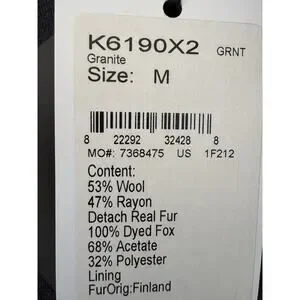 K6190X2 GRNT
Granite
Size: M
8 22292 32428 8
MO#: 7368475 US 1F212
Content:
53% Wool
47% Rayon
Detach Real Fur
100% Dyed Fox
68% Acetate
32% Polyester
Lining
FurOrig:Finland